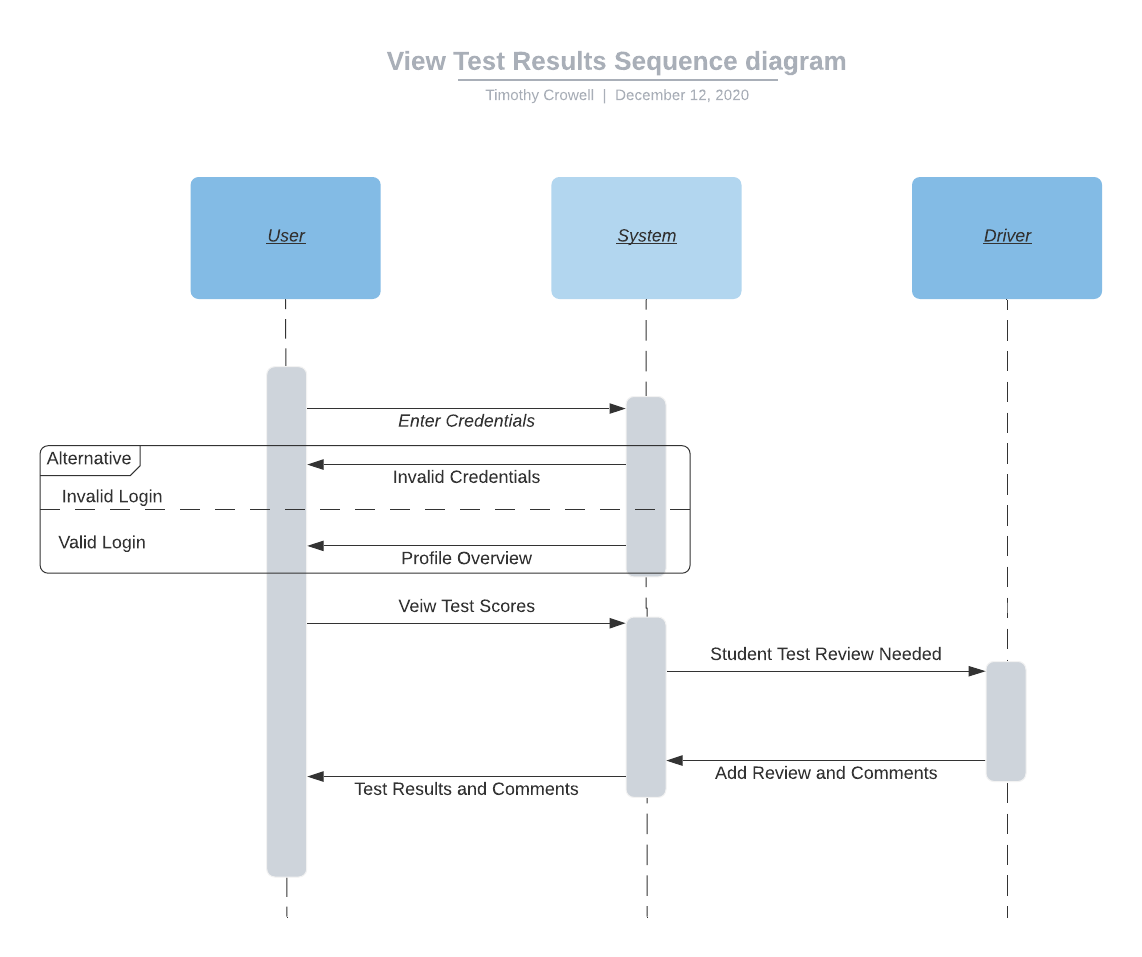 View Test Results Sequence diagram
Timothy Crowell | December 12, 2020
User
System
Driver
Enter Credentials
Alternative
Invalid Credentials
Invalid Login
Valid Login
Profile Overview
Veiw Test Scores
Student Test Review Needed
Add Review and Comments
Test Results and Comments